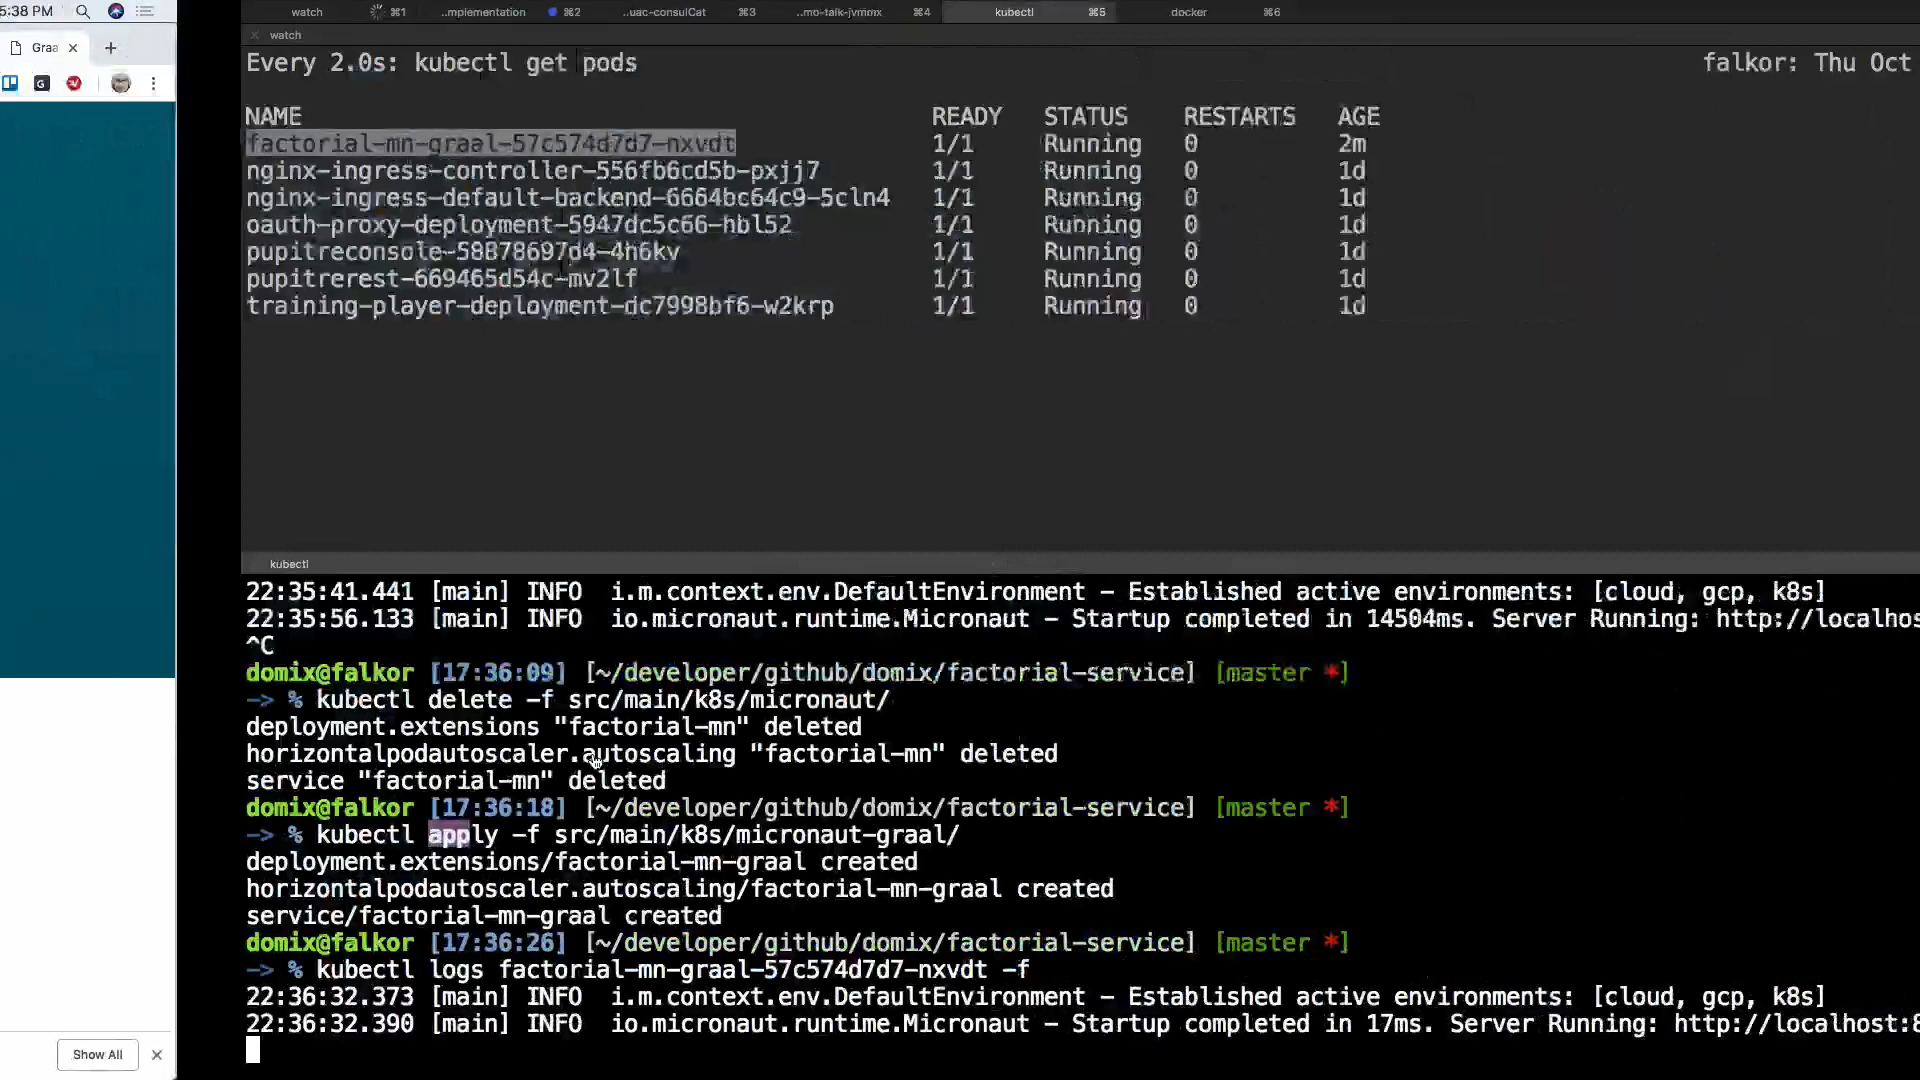 5:38 PM
Graa
watch ⌘1 ..mplementation ⌘2 ..uac-consulCat ⌘3 ..mo-talk-jvmmx ⌘4 kubectl ⌘5 docker ⌘6
watch
Every 2.0s: kubectl get pods falkor: Thu Oct
NAME READY STATUS RESTARTS AGE
factorial-mn-graal-57c574d7d7-nxvdt 1/1 Running 0 2m
nginx-ingress-controller-556fb6cd5b-pxjj7 1/1 Running 0 1d
nginx-ingress-default-backend-6664bc64c9-5cln4 1/1 Running 0 1d
oauth-proxy-deployment-5947dc5c66-hbl52 1/1 Running 0 1d
pupitreconsole-58878697d4-4h6kv 1/1 Running 0 1d
pupitrerest-669465d54c-mv2lf 1/1 Running 0 1d
training-player-deployment-dc7998bf6-w2krp 1/1 Running 0 1d
kubectl
22:35:41.441 [main] INFO i.m.context.env.DefaultEnvironment - Established active environments: [cloud, gcp, k8s]
22:35:56.133 [main] INFO io.micronaut.runtime.Micronaut - Startup completed in 14504ms. Server Running: http://localhos
^C
domix@falkor [17:36:09] [~/developer/github/domix/factorial-service] [master *]
-> % kubectl delete -f src/main/k8s/micronaut/
deployment.extensions "factorial-mn" deleted
horizontalpodautoscaler.autoscaling "factorial-mn" deleted
service "factorial-mn" deleted
domix@falkor [17:36:18] [~/developer/github/domix/factorial-service] [master *]
-> % kubectl apply -f src/main/k8s/micronaut-graal/
deployment.extensions/factorial-mn-graal created
horizontalpodautoscaler.autoscaling/factorial-mn-graal created
service/factorial-mn-graal created
domix@falkor [17:36:26] [~/developer/github/domix/factorial-service] [master *]
-> % kubectl logs factorial-mn-graal-57c574d7d7-nxvdt -f
22:36:32.373 [main] INFO i.m.context.env.DefaultEnvironment - Established active environments: [cloud, gcp, k8s]
22:36:32.390 [main] INFO io.micronaut.runtime.Micronaut - Startup completed in 17ms. Server Running: http://localhost:8
Show All